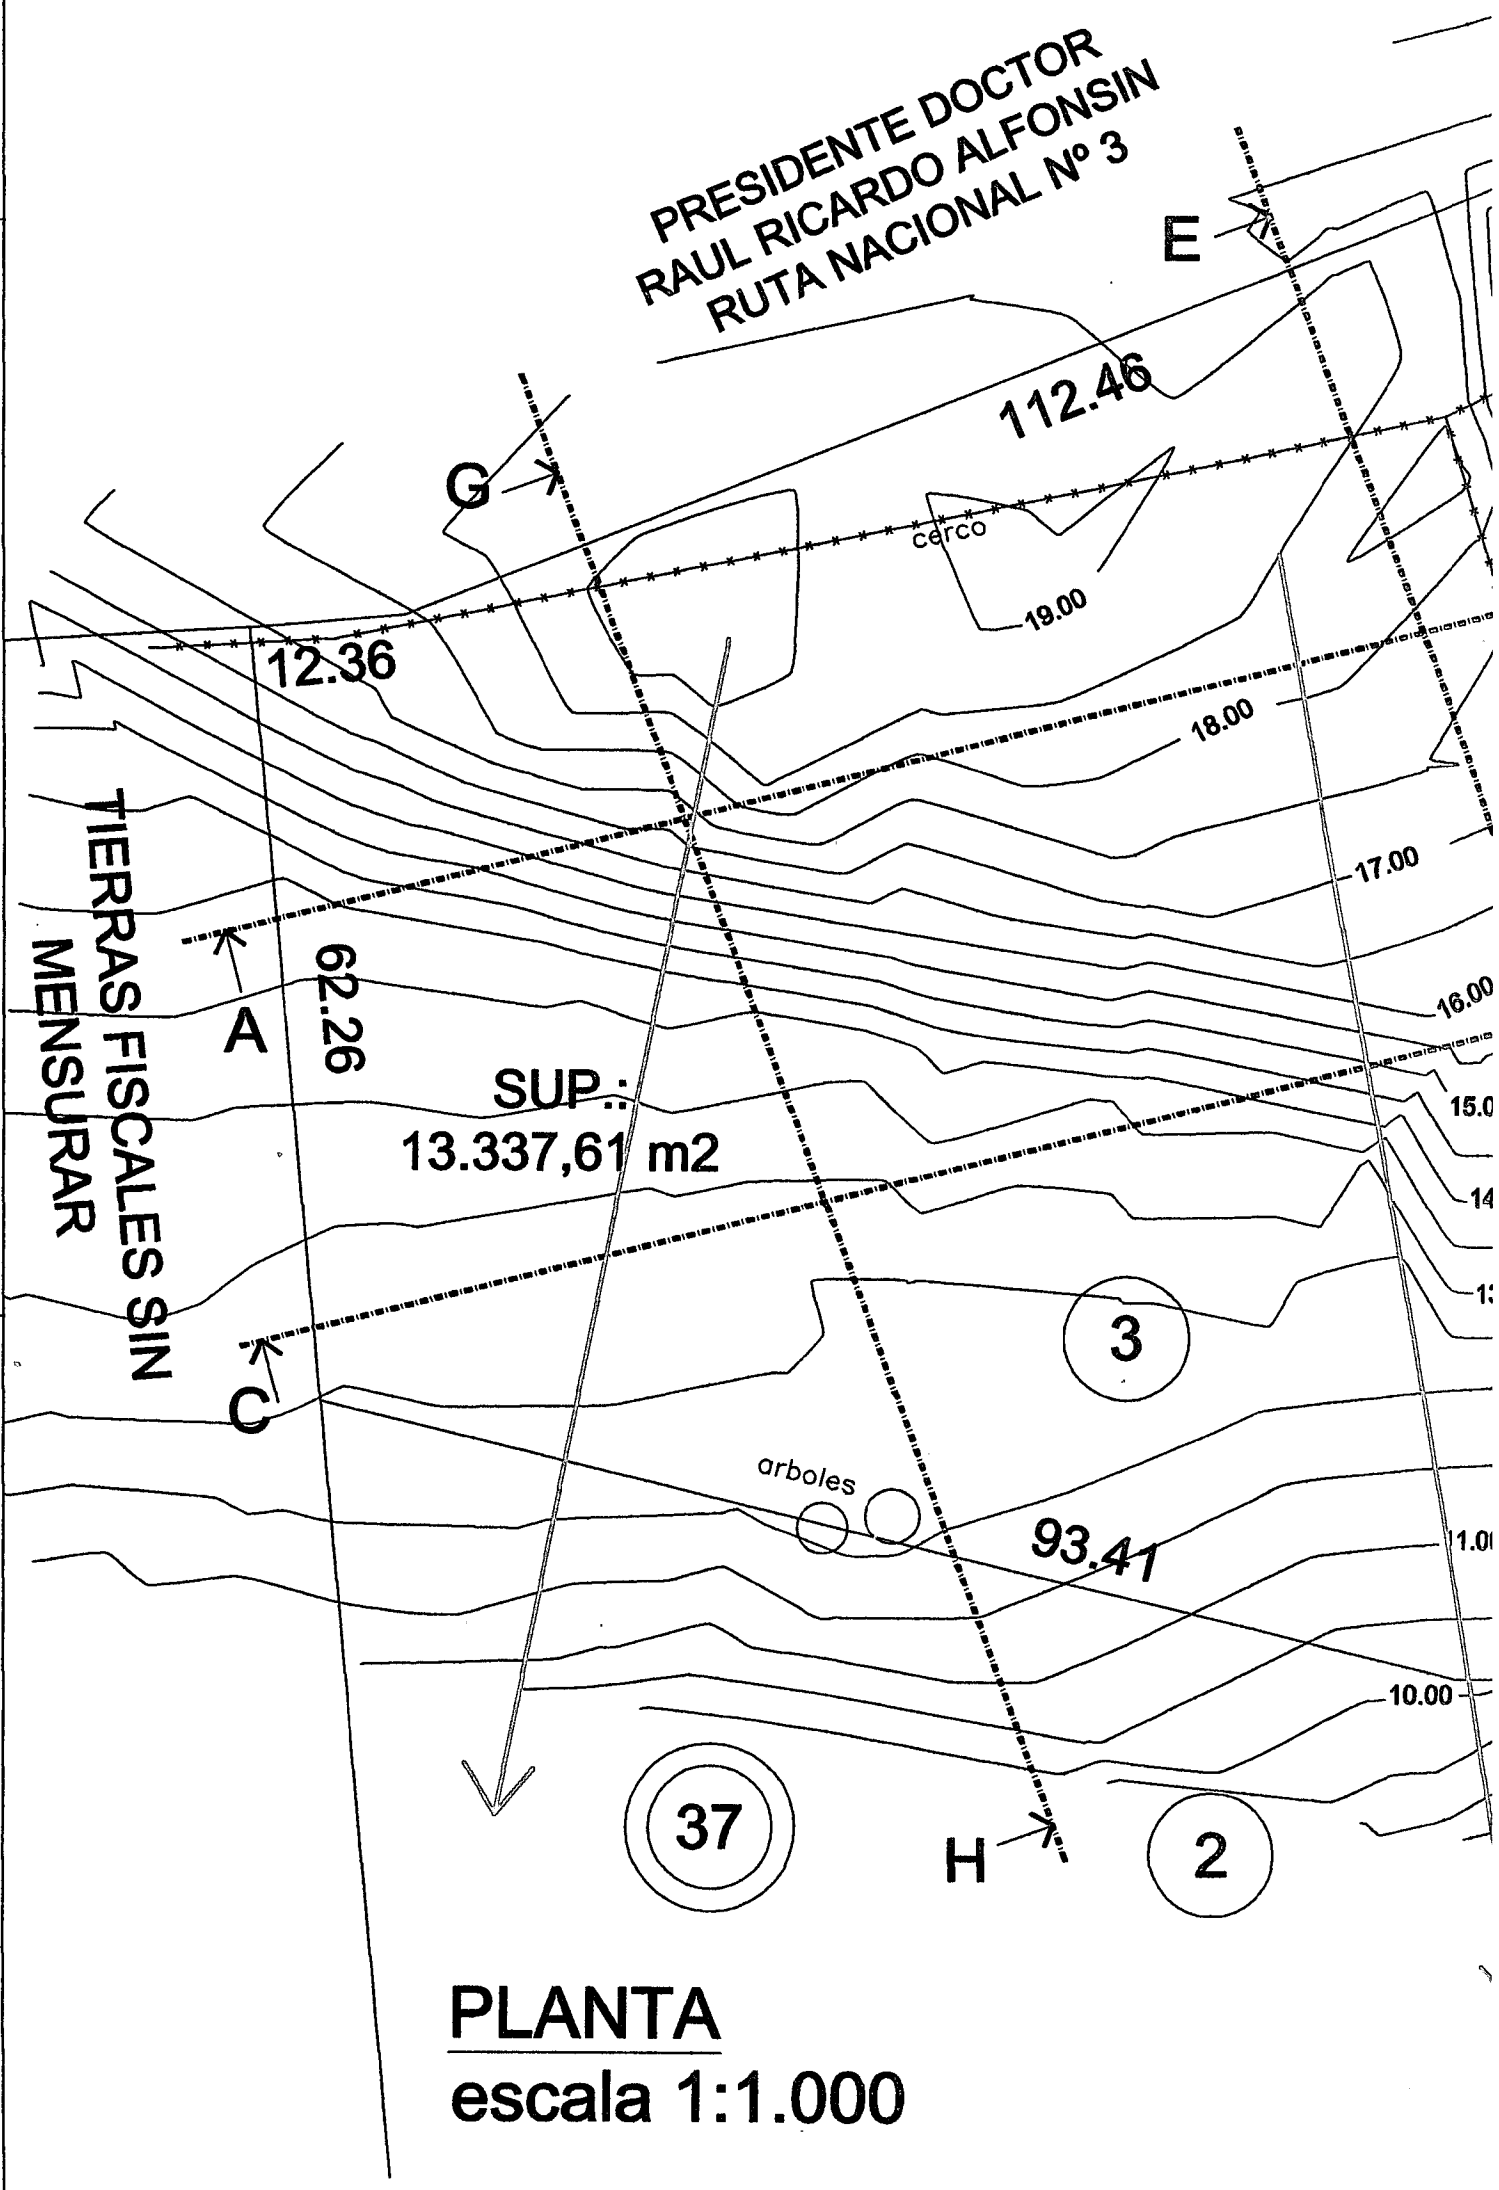 PRESIDENTE DOCTOR
RAUL RICARDO ALFONSIN
RUTA NACIONAL Nº 3
E
112.46
G
cerco
19.00
12.36
18.00
17.00
TIERRAS FISCALES SIN
MENSURAR
A
62.26
16.00
SUP.:
13.337,61 m2
15.0
14
13
3
C
arboles
93.41
10.00
37
H
2
PLANTA
escala 1:1.000